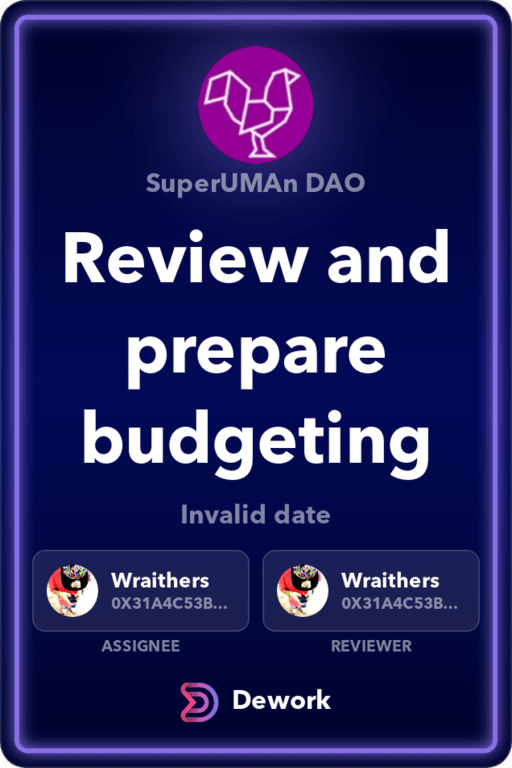 SuperUMAn DAO
Review and
prepare
budgeting
Invalid date
Wraithers
0X31A4C53B...
Wraithers
0X31A4C53B...
ASSIGNEE
REVIEWER
Dework